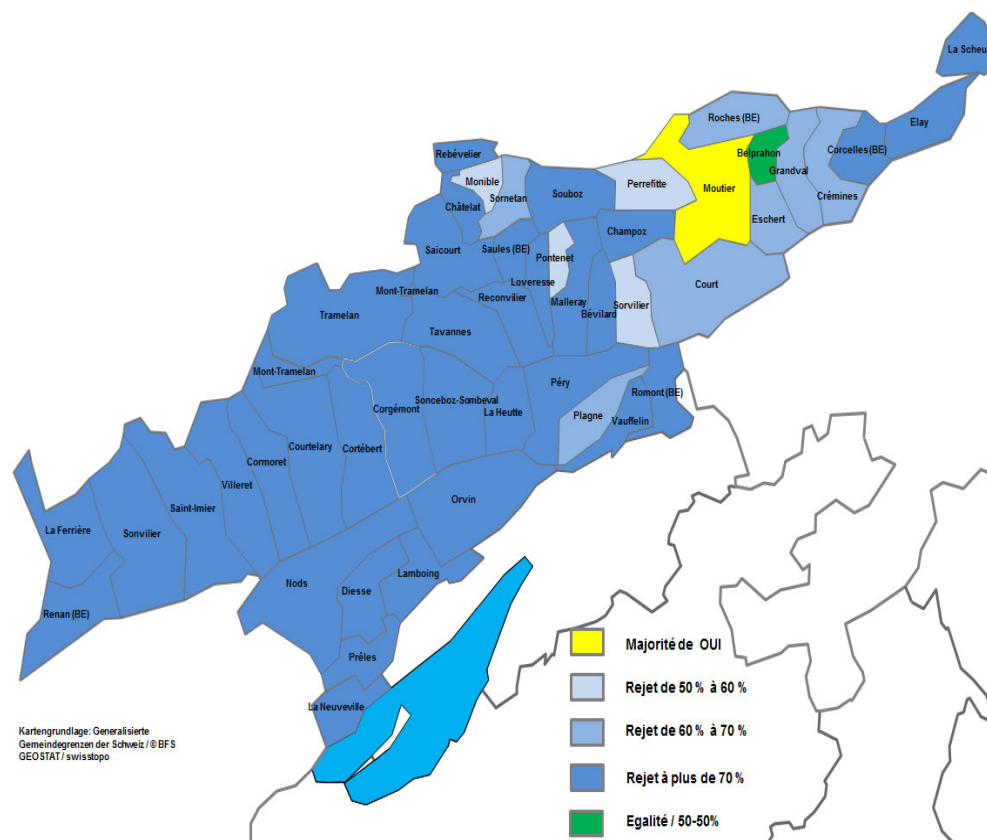 La Scheul
Elay
Roches (BE)
Corcelles (BE)
Belprahon
Grandval
Rebévelier
Monible
Perrefitte
Moutier
Crémines
Souboz
Sornetan
Châtelat
Eschert
Champoz
Saicourt
Saules (BE)
Pontenet
Loveresse
Court
Mont-Tramelan
Reconvilier
Malleray
Sorvilier
Bévilard
Tramelan
Tavannes
Mont-Tramelan
Péry
Corgémont
Sonceboz-Sombeval
La Heutte
Romont (BE)
Plagne
Vauffelin
Courtelary
Cortébert
Cormoret
Villeret
Orvin
Saint-Imier
La Ferrière
Sonvilier
Lamboing
Nods
Diesse
Renan (BE)
Prêles
La Neuveville
Majorité de OUI
Rejet de 50 % à 60 %
Rejet de 60 % à 70 %
Rejet à plus de 70 %
Egalité / 50-50%
Kartengrundlage: Generalisierte
Gemeindegrenzen der Schweiz / © BFS
GEOSTAT / swisstopo